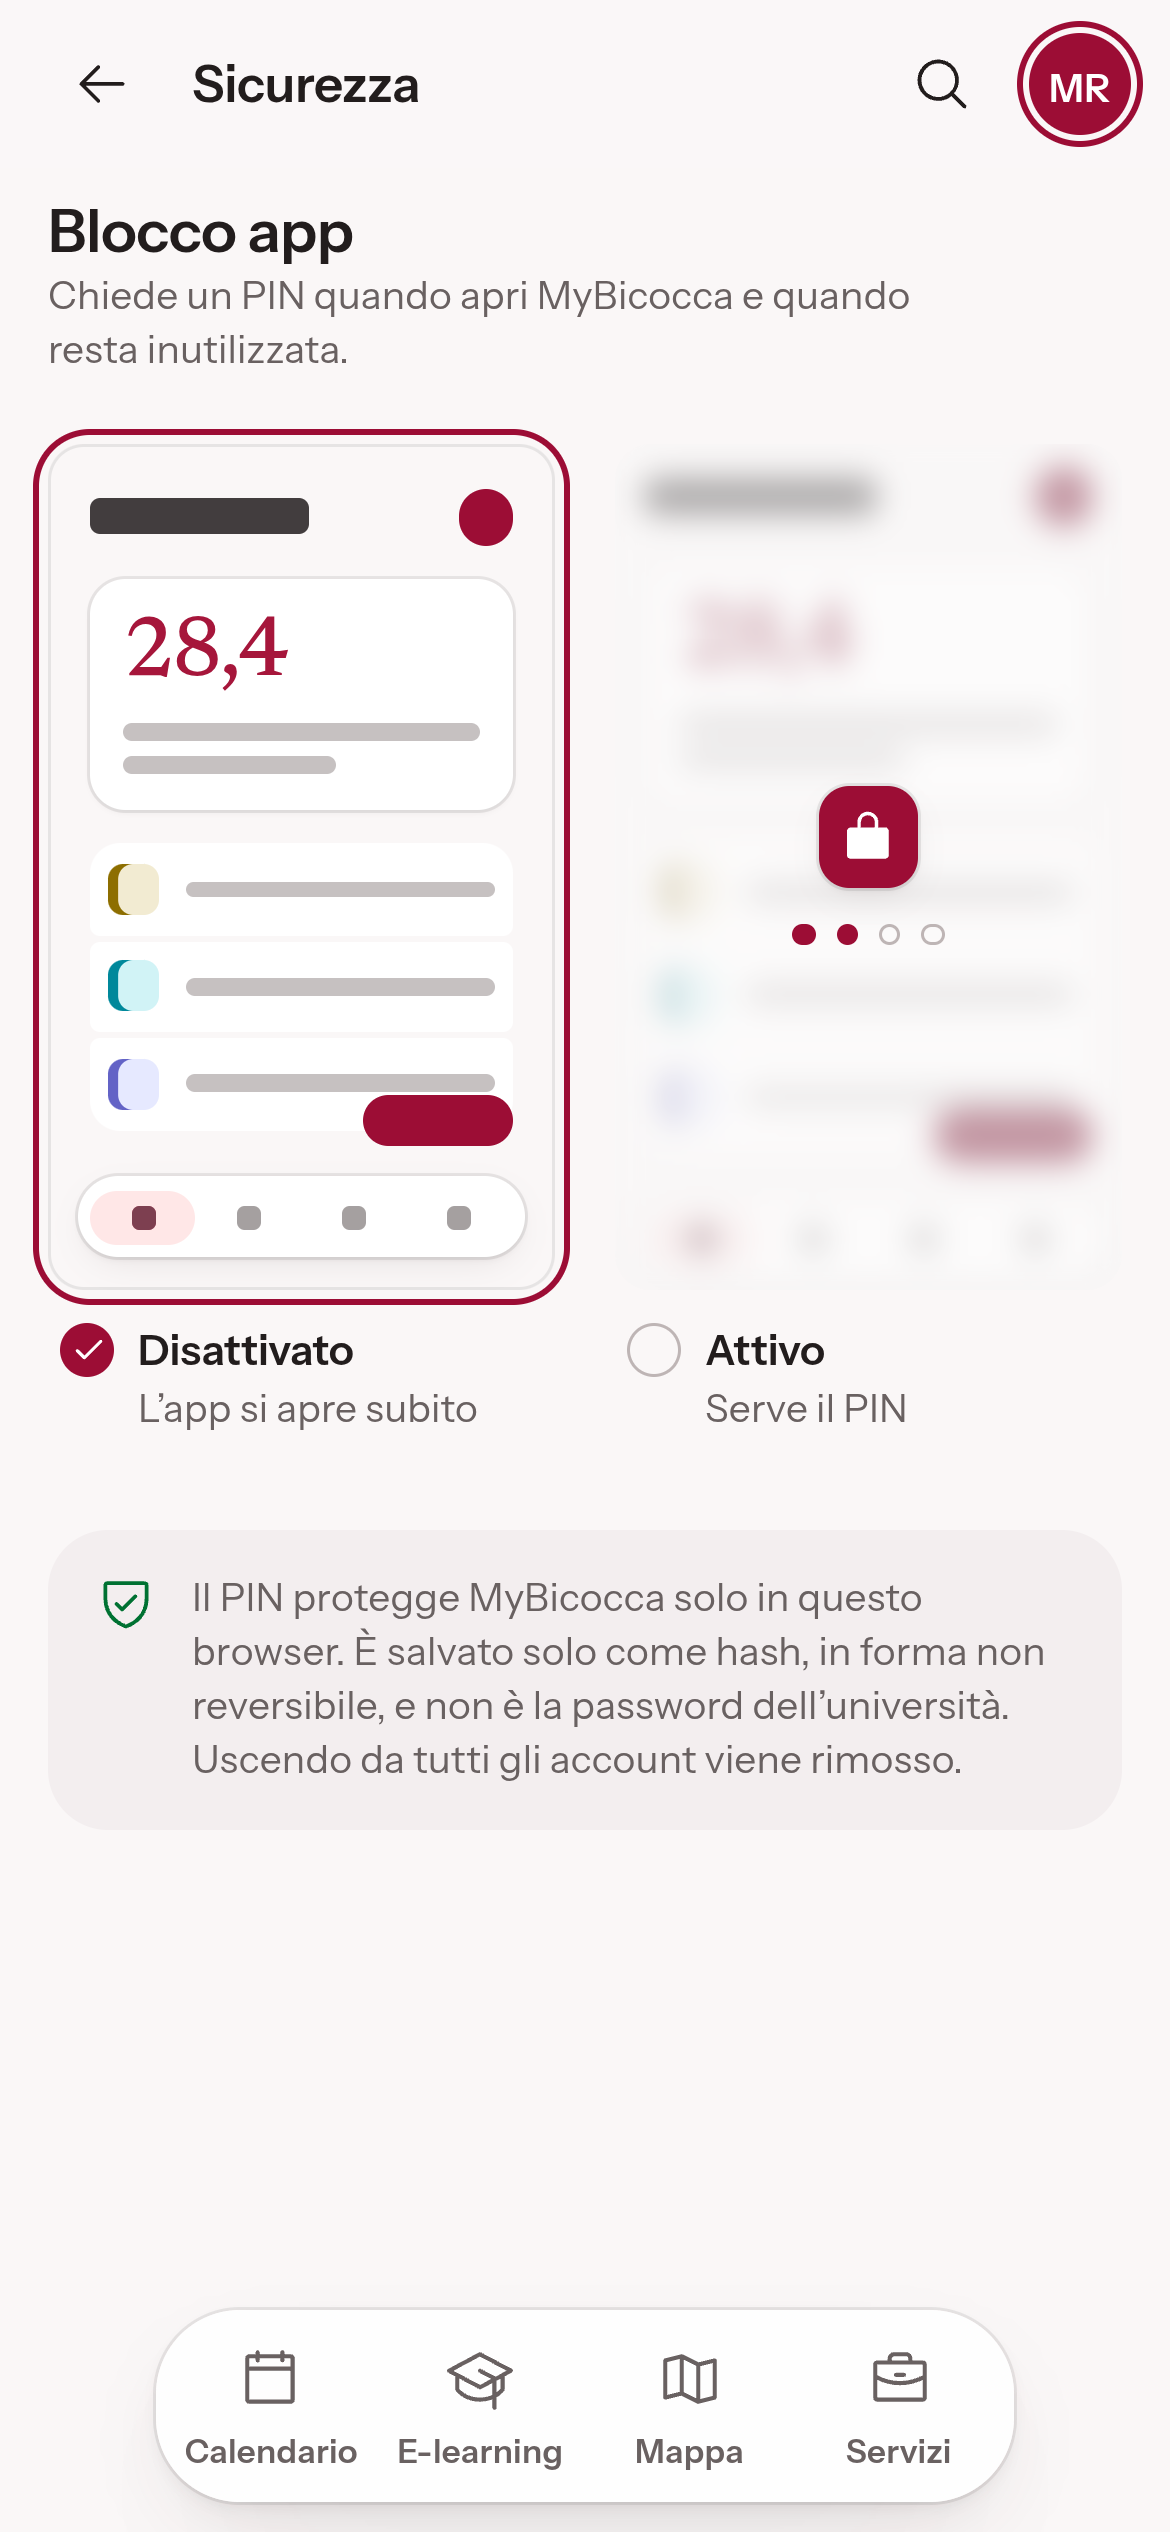 Sicurezza
MR
Blocco app
Chiede un PIN quando apri MyBicocca e quando
resta inutilizzata.
28,4
28,4
Disattivato
L’app si apre subito
Attivo
Serve il PIN
Il PIN protegge MyBicocca solo in questo
browser. È salvato solo come hash, in forma non
reversibile, e non è la password dell’università.
Uscendo da tutti gli account viene rimosso.
Calendario
E-learning
Mappa
Servizi